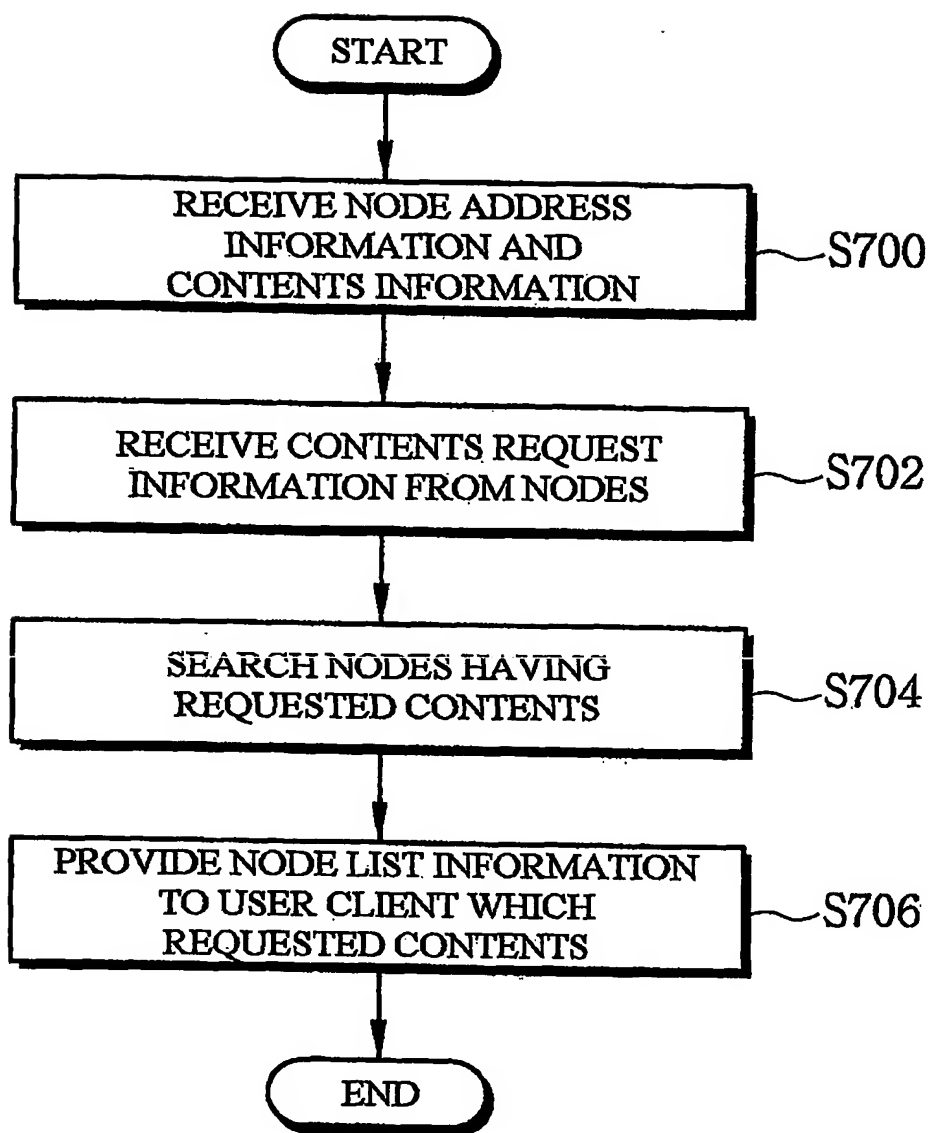 START
RECEIVE NODE ADDRESS
INFORMATION AND
CONTENTS INFORMATION
S700
RECEIVE CONTENTS REQUEST
INFORMATION FROM NODES
S702
SEARCH NODES HAVING
REQUESTED CONTENTS
S704
PROVIDE NODE LIST INFORMATION
TO USER CLIENT WHICH
REQUESTED CONTENTS
S706
END